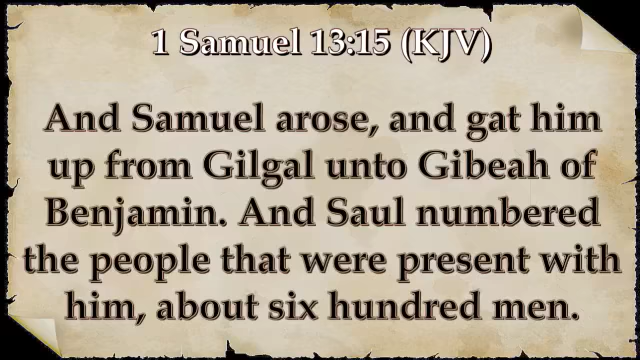 1 Samuel 13:15 (KJV)
And Samuel arose, and gat him
up from Gilgal unto Gibeah of
Benjamin. And Saul numbered
the people that were present with
him, about six hundred men.